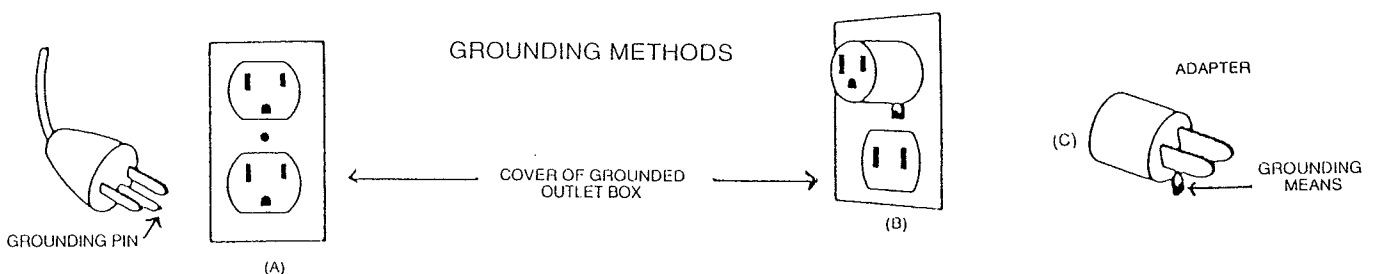 GROUNDING METHODS
ADAPTER
(C)
COVER OF GROUNDED
OUTLET BOX
GROUNDING
MEANS
GROUNDING PIN
(B)
(A)